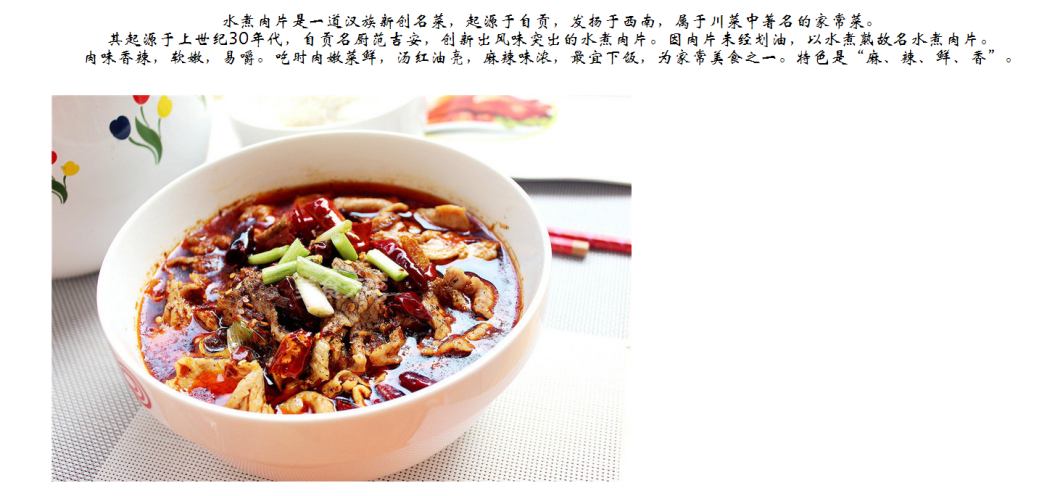 水煮肉片是一道汉族新创名菜，起源于自贡，发扬于西南，属于川菜中著名的家常菜。
其起源于上世纪30年代，自贡名厨范吉安，创新出风味突出的水煮肉片。因肉片未经划油，以水煮熟故名水煮肉片。
肉味香辣，软嫩，易嚼。吃时肉嫩菜鲜，汤红油亮，麻辣味浓，最宜下饭，为家常美食之一。特色是“麻、辣、鲜、香”。